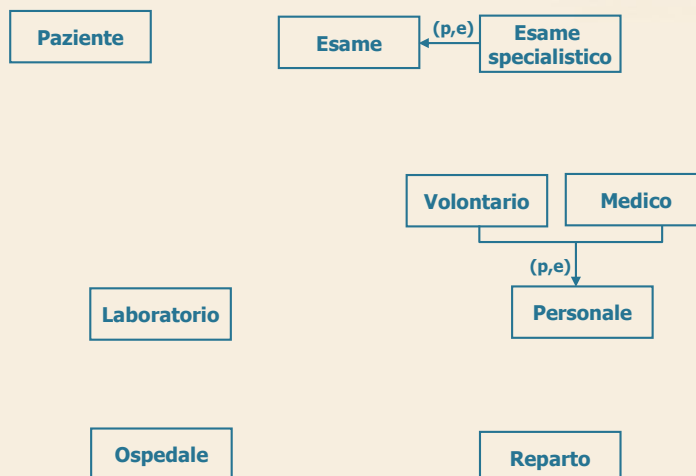 Paziente
Esame
(p,e)
Esame
specialistico
Volontario
Medico
(p,e)
Laboratorio
Personale
Ospedale
Reparto